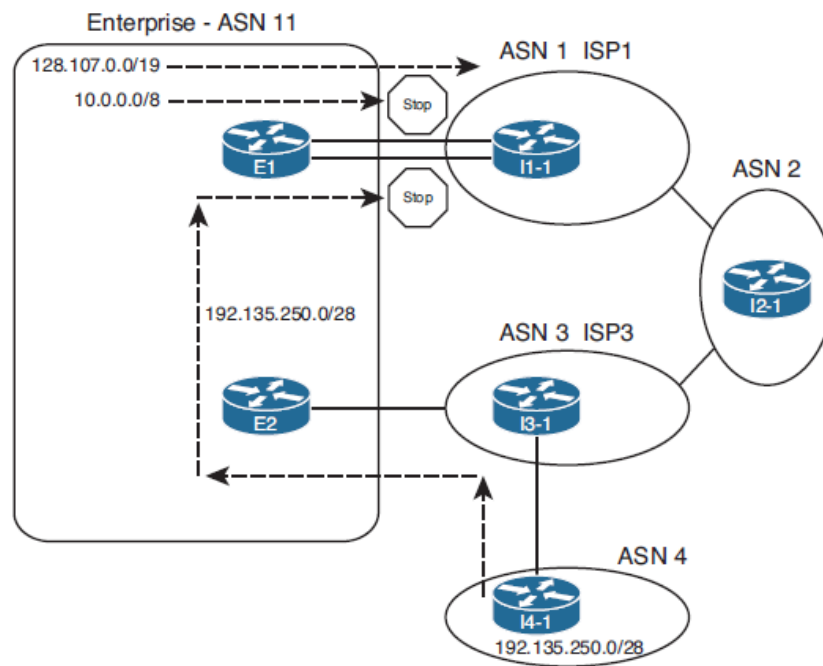 Enterprise - ASN 11
128.107.0.0/19
10.0.0.0/8
Stop
E1
Stop
ASN 1 ISP1
I1-1
ASN 2
I2-1
192.135.250.0/28
E2
ASN 3 ISP3
I3-1
ASN 4
I4-1
192.135.250.0/28